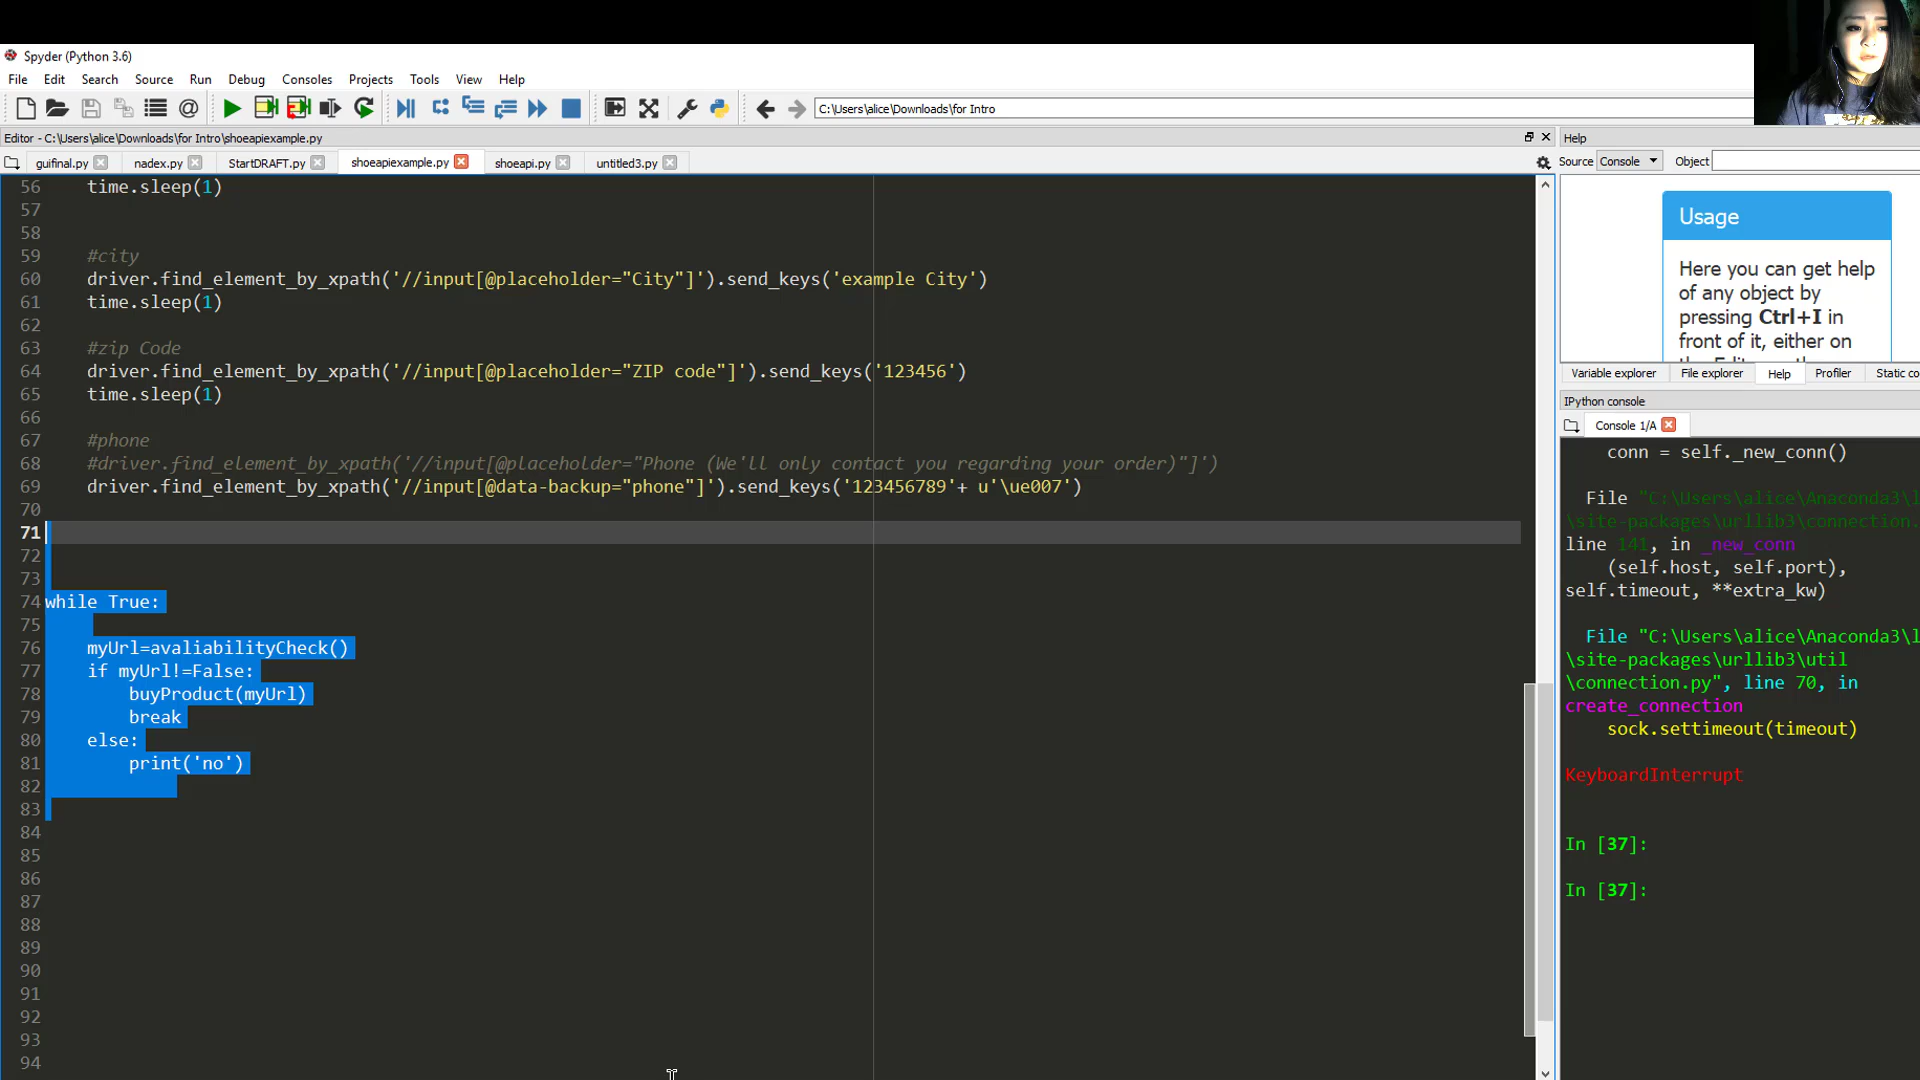 Spyder (Python 3.6)
File Edit Search Source Run Debug Consoles Projects Tools View Help
C:\Users\alice\Downloads\for Intro
Editor - C:\Users\alice\Downloads\for Intro\shoeapiexample.py
guifinal.py nadex.py StartDRAFT.py shoeapiexample.py shoeapi.py untitled3.py
56 time.sleep(1)
57
58
59 #city
60 driver.find_element_by_xpath('//input[@placeholder="City"]').send_keys('example City')
61 time.sleep(1)
62
63 #zip Code
64 driver.find_element_by_xpath('//input[@placeholder="ZIP code"]').send_keys('123456')
65 time.sleep(1)
66
67 #phone
68 #driver.find_element_by_xpath('//input[@placeholder="Phone (We'll only contact you regarding your order)"]')
69 driver.find_element_by_xpath('//input[@data-backup="phone"]').send_keys('123456789'+ u'\ue007')
70
71
72
73
74 while True:
75
76 myUrl=avaliabilityCheck()
77 if myUrl!=False:
78 buyProduct(myUrl)
79 break
80 else:
81 print('no')
82
83
84
85
86
87
88
89
90
91
92
93
94
Help
Source Console Object
Usage
Here you can get help
of any object by
pressing Ctrl+I in
front of it, either on
Variable explorer File explorer Help Profiler Static co
IPython console
Console 1/A
conn = self._new_conn()
File "C:\Users\alice\Anaconda3\l
\site-packages\urllib3\connection.
line 141, in _new_conn
(self.host, self.port),
self.timeout, **extra_kw)
File "C:\Users\alice\Anaconda3\l
\site-packages\urllib3\util
\connection.py", line 70, in
create_connection
sock.settimeout(timeout)
KeyboardInterrupt
In [37]:
In [37]: